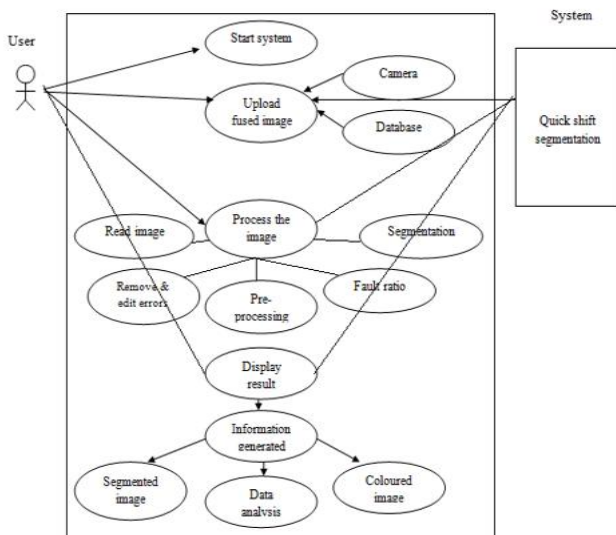 System
User
Start system
Camera
Upload
fused image
Database
Quick shift
segmentation
Process the
image
Read image
Segmentation
Remove &
edit errors
Pre-
processing
Fault ratio
Display
result
Information
generated
Segmented
image
Data
analysis
Coloured
image